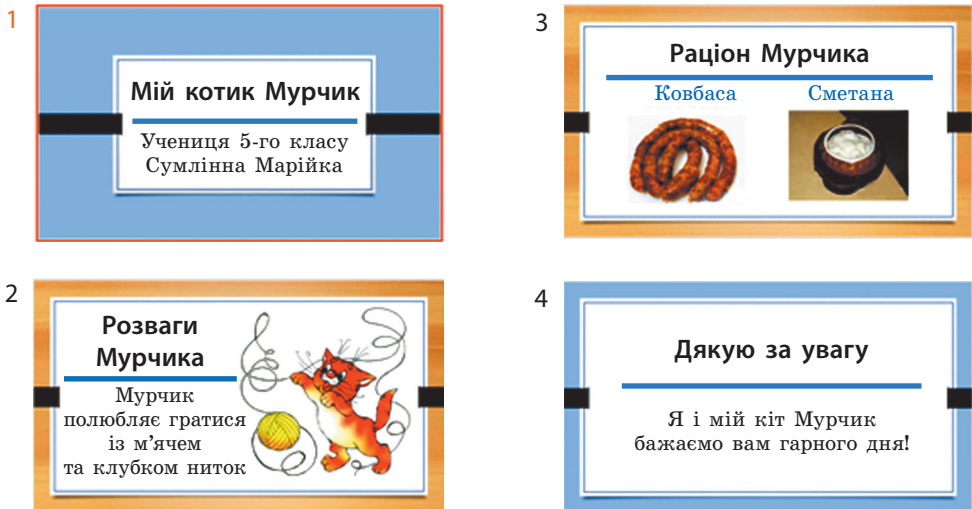 1
Мій котик Мурчик
Учениця 5-го класу
Сумлінна Марійка
2
Розваги
Мурчика
Мурчик
полюбляє гратися
із м'ячем
та клубком ниток
3
Раціон Мурчика
Ковбаса Сметана
4
Дякую за увагу
Я і мій кіт Мурчик
бажаємо вам гарного дня!